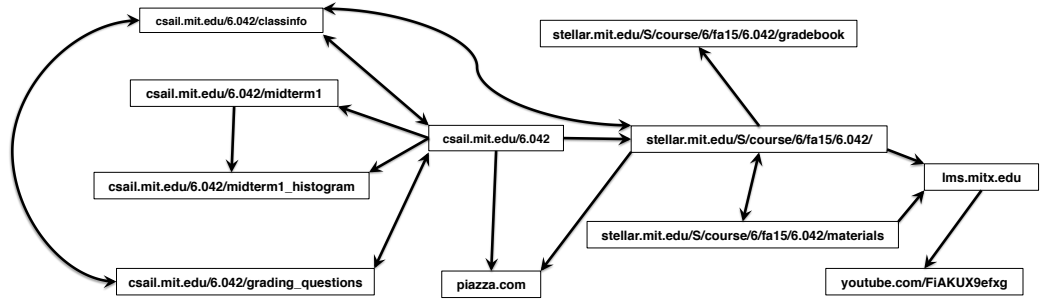 csail.mit.edu/6.042/classinfo
stellar.mit.edu/S/course/6/fa15/6.042/gradebook
csail.mit.edu/6.042/midterm1
csail.mit.edu/6.042
stellar.mit.edu/S/course/6/fa15/6.042/
csail.mit.edu/6.042/midterm1_histogram
lms.mitx.edu
stellar.mit.edu/S/course/6/fa15/6.042/materials
csail.mit.edu/6.042/grading_questions
piazza.com
youtube.com/FiAKUX9efxg